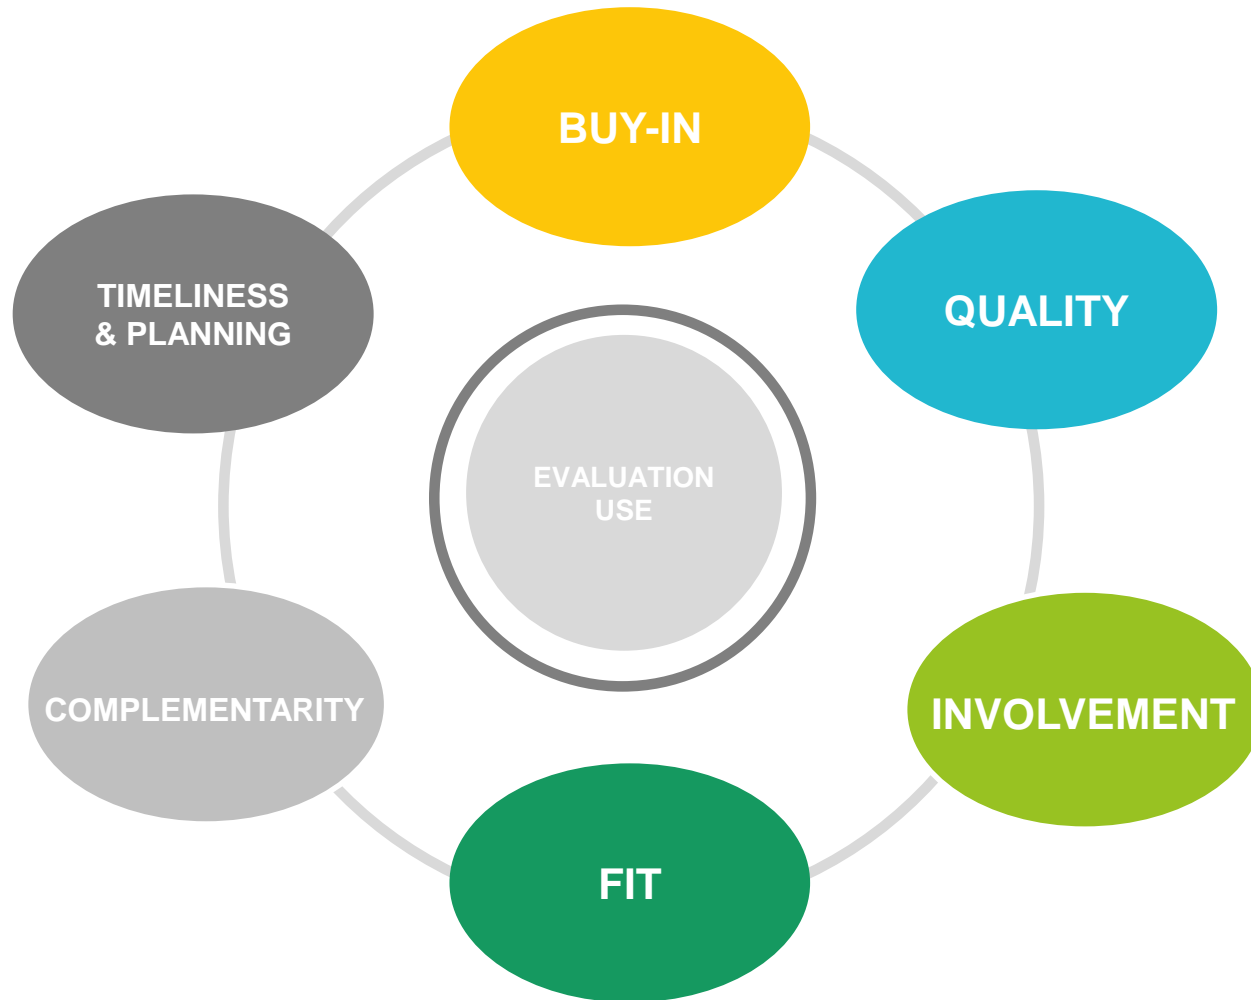 BUY-IN
QUALITY
TIMELINESS
& PLANNING
EVALUATION
USE
COMPLEMENTARITY
INVOLVEMENT
FIT